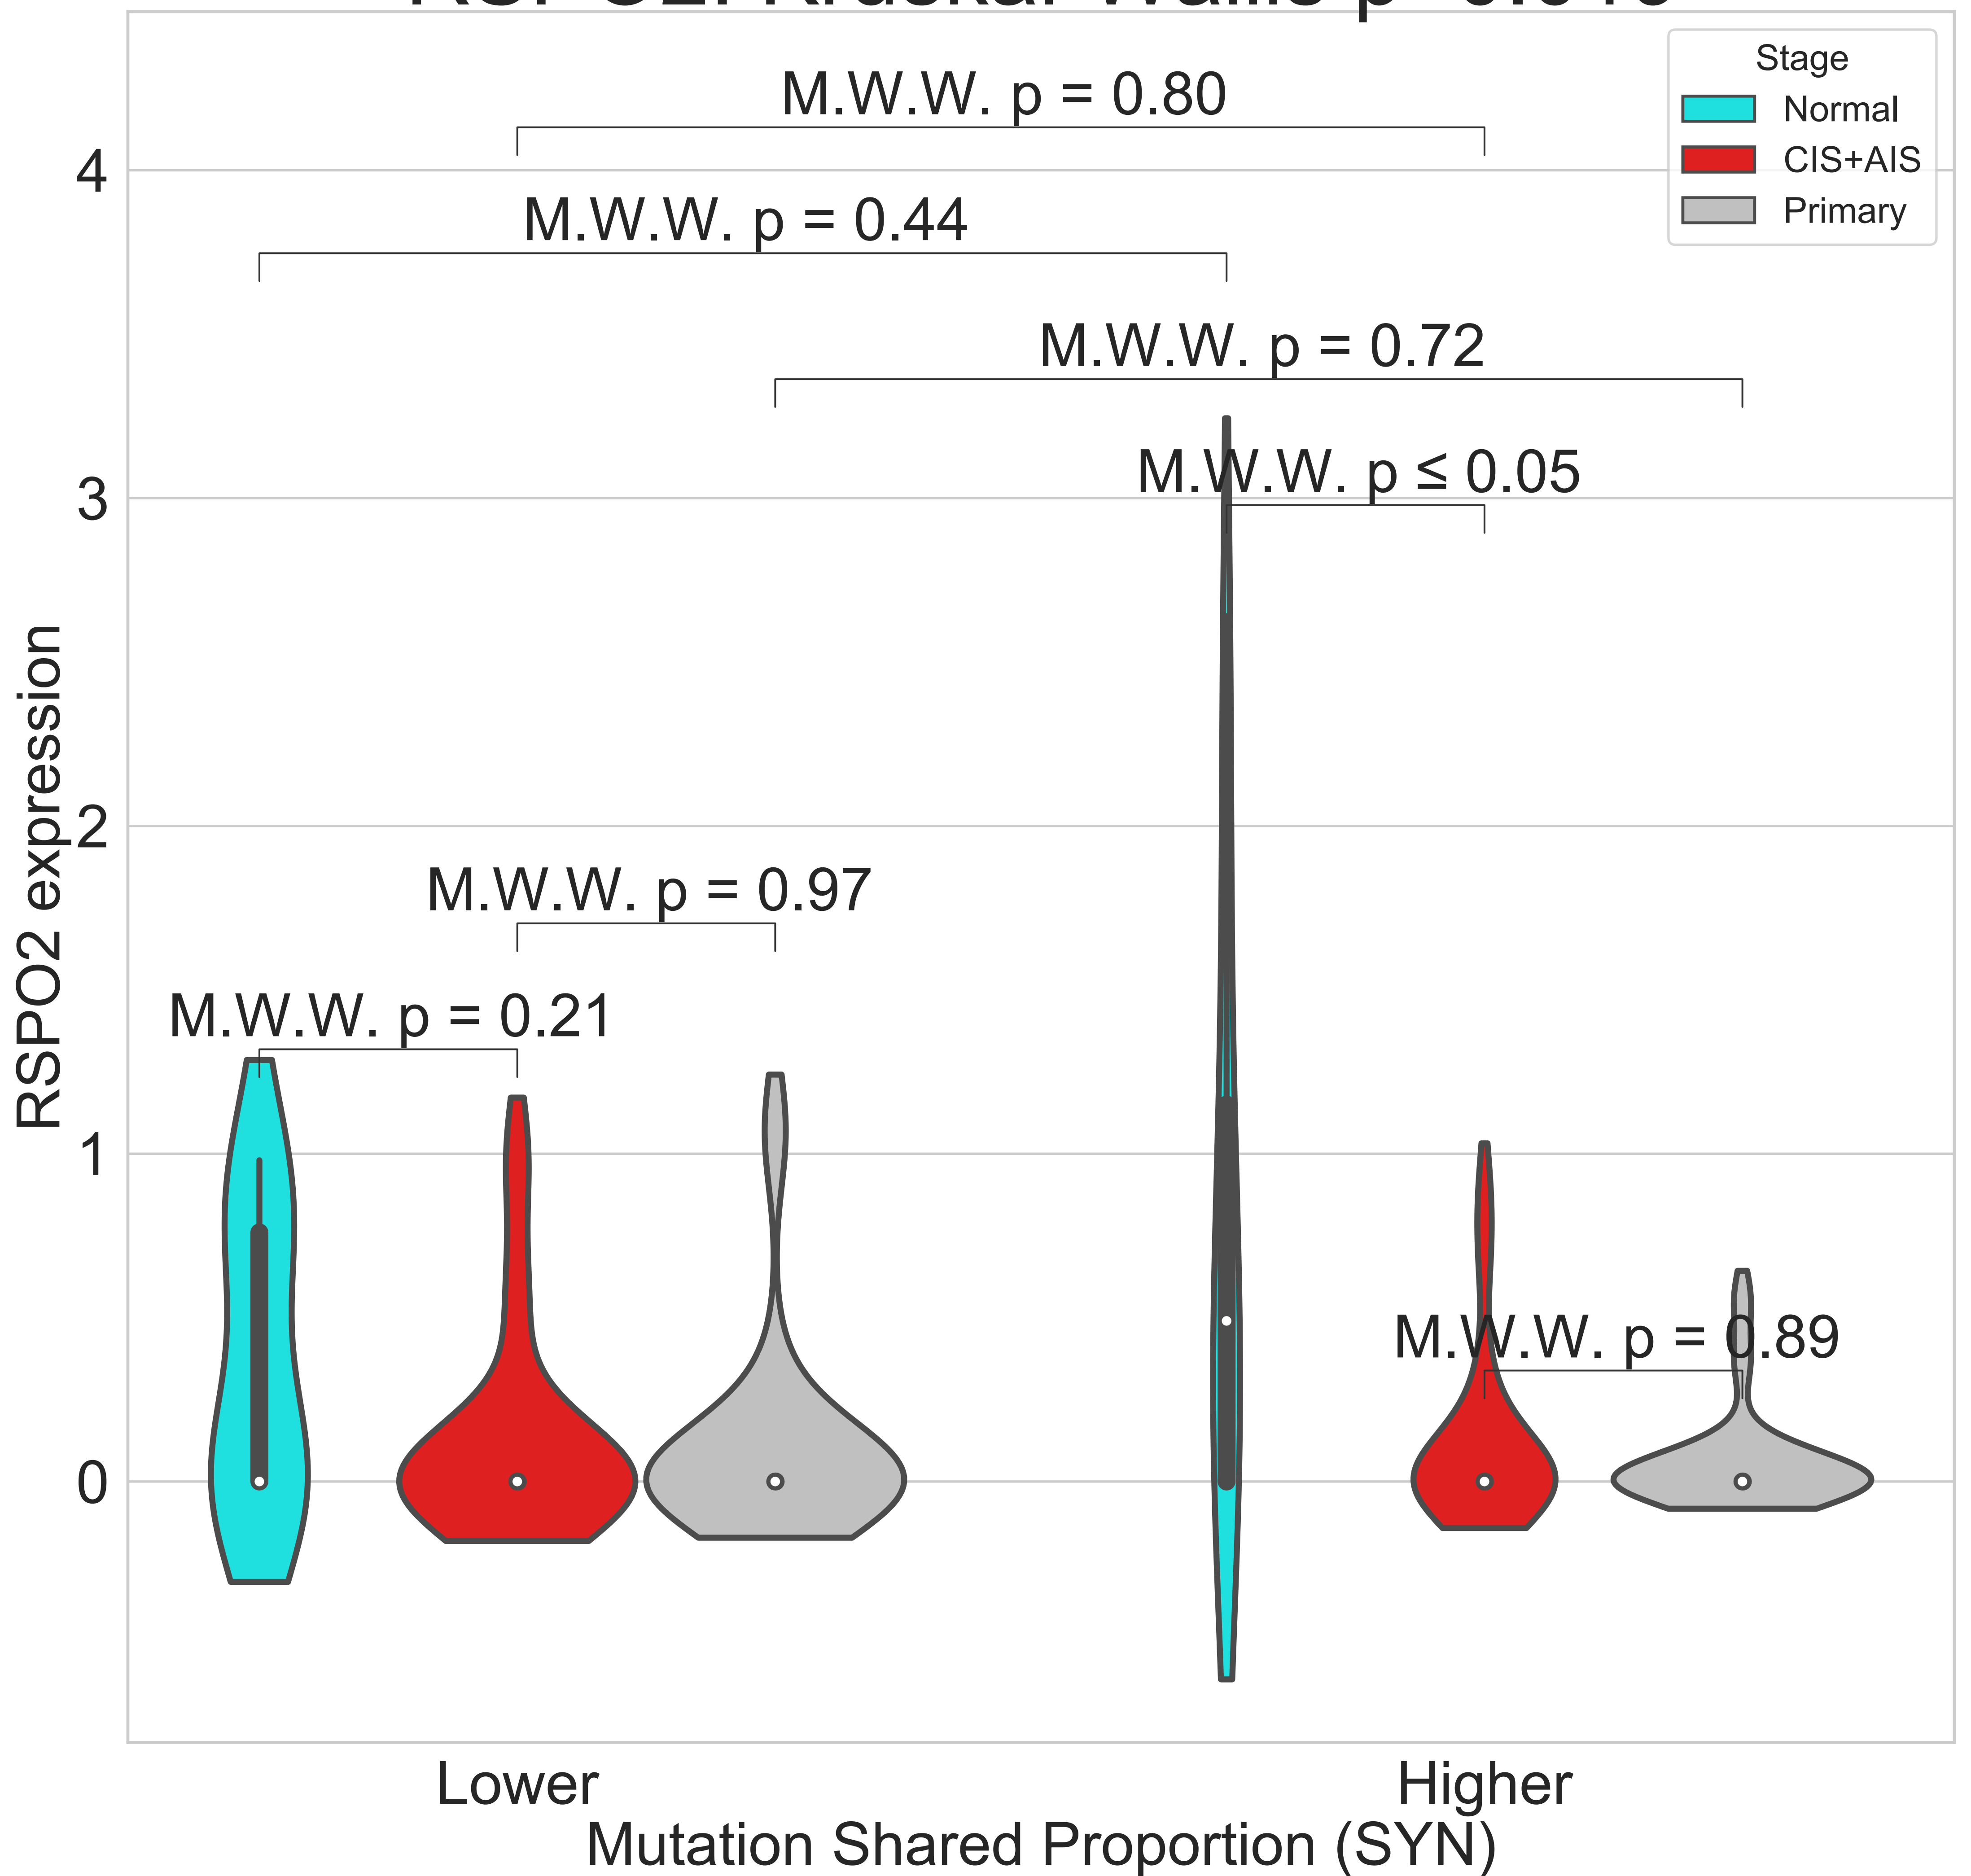 Stage
Normal
CIS+AIS
Primary
M.W.W. p = 0.80
M.W.W. p = 0.44
M.W.W. p = 0.72
M.W.W. p ≤ 0.05
M.W.W. p = 0.97
M.W.W. p = 0.21
M.W.W. p = 0.89
4
3
2
1
0
RSPO2 expression
Lower
Higher
Mutation Shared Proportion (SYN)